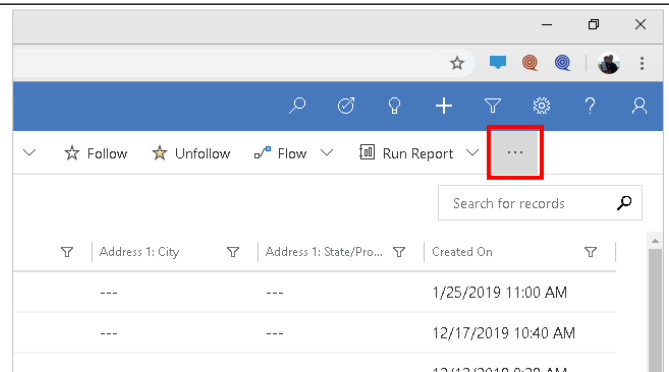 Follow Unfollow Flow Run Report ...
Search for records
Address 1: City Address 1: State/Pro... Created On
--- --- 1/25/2019 11:00 AM
--- --- 12/17/2019 10:40 AM